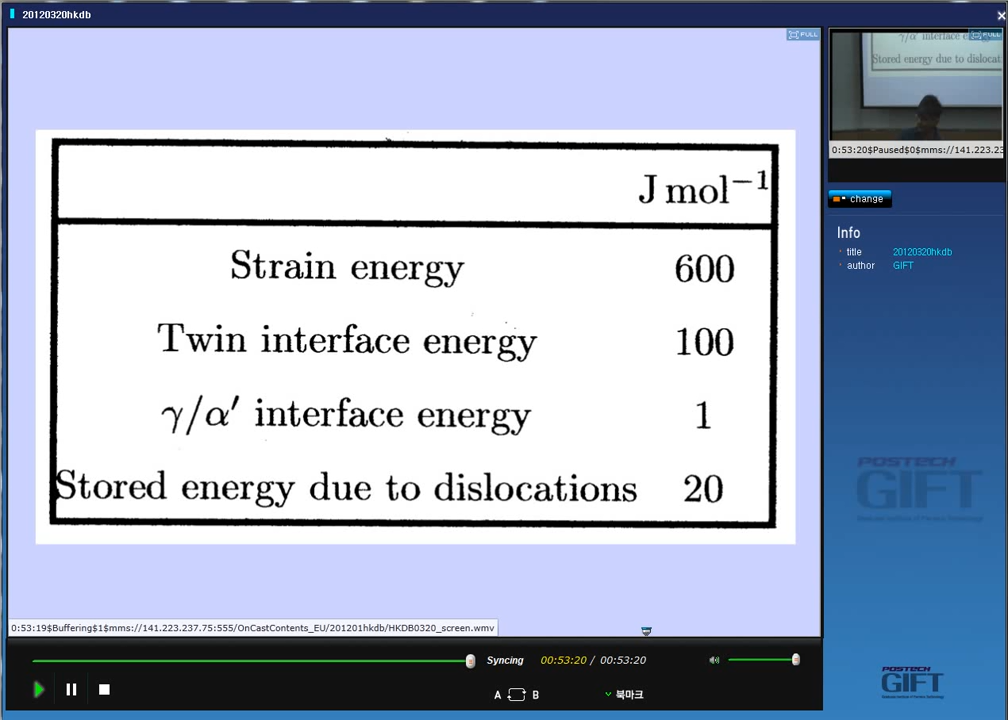 20120320hkdb
FULL
J mol⁻¹
Strain energy 600
Twin interface energy 100
γ/α′ interface energy 1
Stored energy due to dislocations 20
0:53:19$Buffering$1$mms://141.223.237.75:555/OnCastContents_EU/201201hkdb/HKDB0320_screen.wmv
Syncing 00:53:20 / 00:53:20
A B 북마크
FULL
γ/α′ interface e
Stored energy due to dislocat
0:53:20$Paused$0$mms://141.223.23
change
Info
title 20120320hkdb
author GIFT
POSTECH
GIFT
POSTECH
GIFT